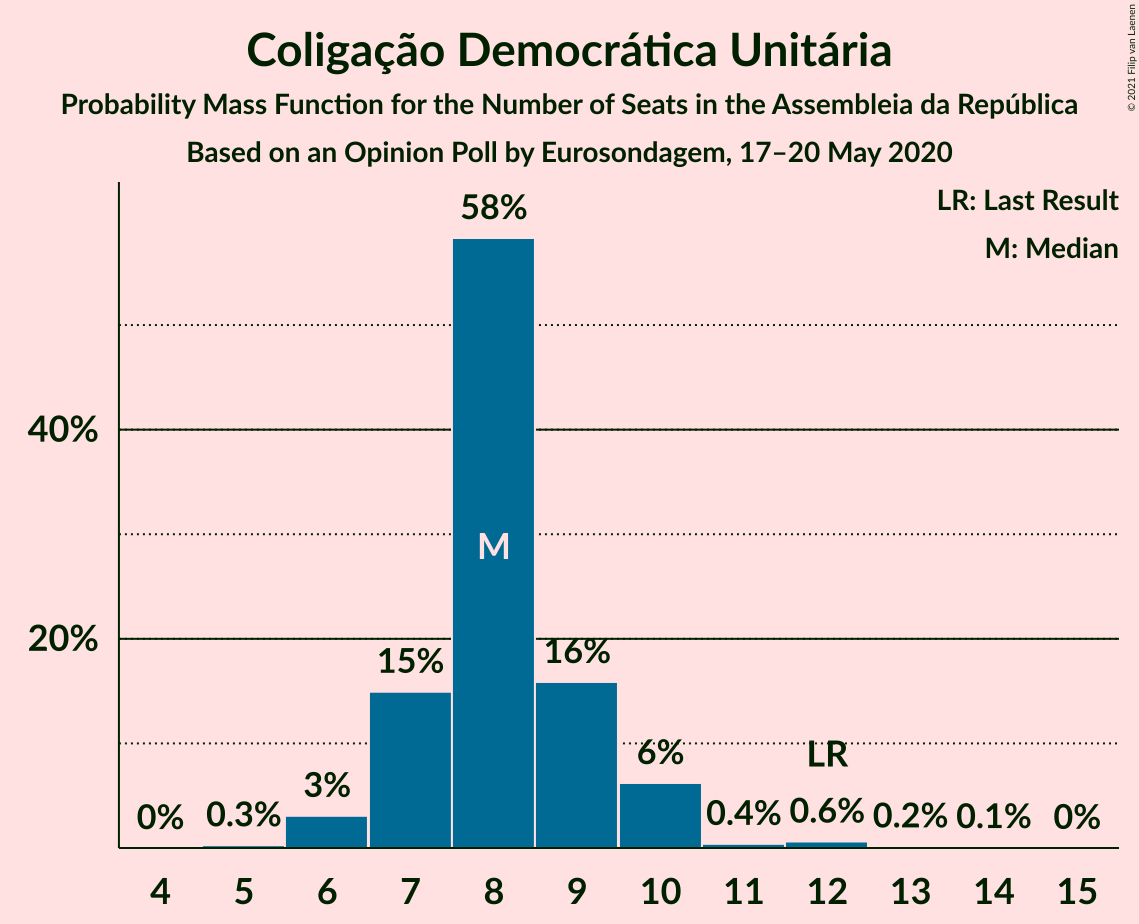 Coligação Democrática Unitária
Probability Mass Function for the Number of Seats in the Assembleia da República
Based on an Opinion Poll by Eurosondagem, 17–20 May 2020
© 2021 Filip van Laenen
LR: Last Result
M: Median
58%
40%
M
20%
15%
16%
6%
LR
3%
0%
0.3%
0.4%
0.6%
0.2%
0.1%
0%
4 5 6 7 8 9 10 11 12 13 14 15